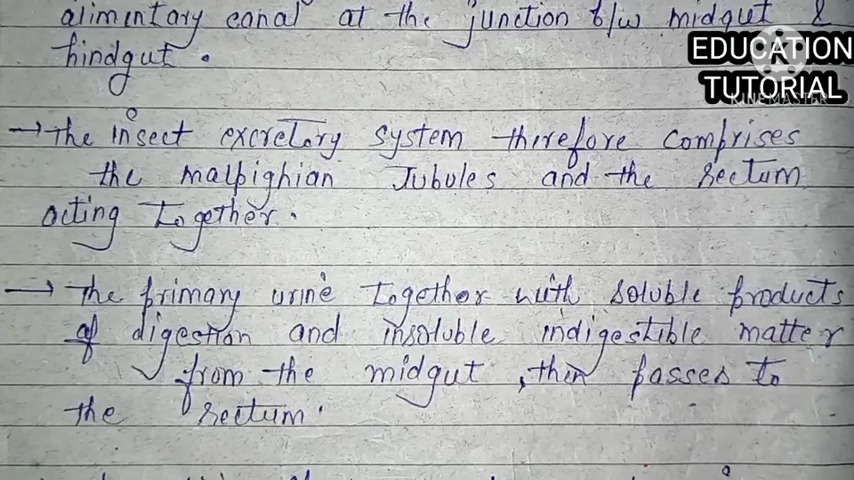 alimentary canal at the junction b/w midgut &
hindgut.
EDUCATION
TUTORIAL
KINEMASTER
→ The insect excretory system therefore comprises
the malpighian Tubules and the rectum
acting Together.
→ The primary urine Together with soluble products
of digestion and insoluble indigestible matter
from the midgut, then passes to
the rectum.